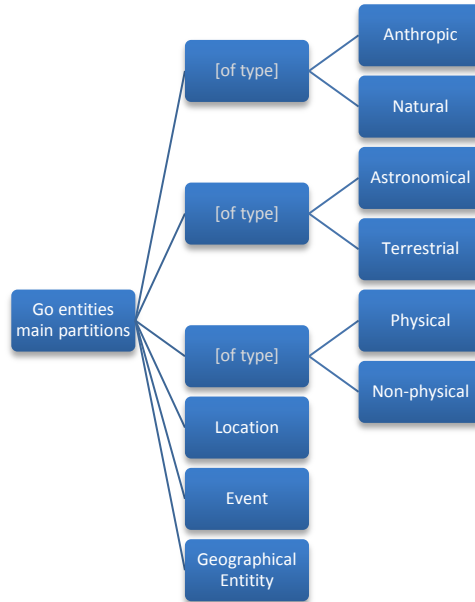 Anthropic
[of type]
Natural
Astronomical
[of type]
Terrestrial
Go entities
main partitions
Physical
[of type]
Non-physical
Location
Event
Geographical
Entitity